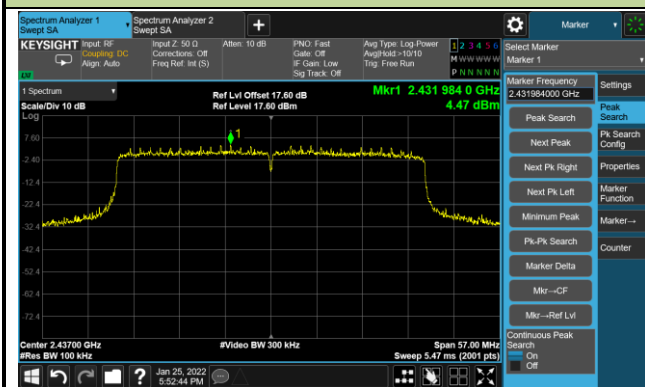 Spectrum Analyzer 1
Swept SA
Spectrum Analyzer 2
Swept SA
+
Marker
KEYSIGHT
Input: RF
Coupling: DC
Align: Auto
Input Z: 50 Ω
Corrections: Off
Freq Ref: Int (S)
Atten: 10 dB
PNO: Fast
Gate: Off
IF Gain: Low
Sig Track: Off
Avg Type: Log-Power
Avg|Hold >10/10
Trig: Free Run
1 2 3 4 5 6
M W W W W W
P N N N N N
Select Marker
Marker 1
1 Spectrum
Scale/Div 10 dB
Log
Ref Lvl Offset 17.60 dB
Ref Level 17.60 dBm
Mkr1 2.431 984 0 GHz
4.47 dBm
1
7.60
-2.40
-12.4
-22.4
-32.4
-42.4
-52.4
-62.4
-72.4
Center 2.43700 GHz
#Res BW 100 kHz
#Video BW 300 kHz
Span 57.00 MHz
Sweep 5.47 ms (2001 pts)
Marker Frequency
2.431984000 GHz
Peak Search
Next Peak
Next Pk Right
Next Pk Left
Minimum Peak
Pk-Pk Search
Marker Delta
Mkr→CF
Mkr→Ref Lvl
Continuous Peak
Search
On
Off
Settings
Peak
Search
Pk Search
Config
Properties
Marker
Function
Marker→
Counter
?
Jan 25, 2022
5:52:44 PM